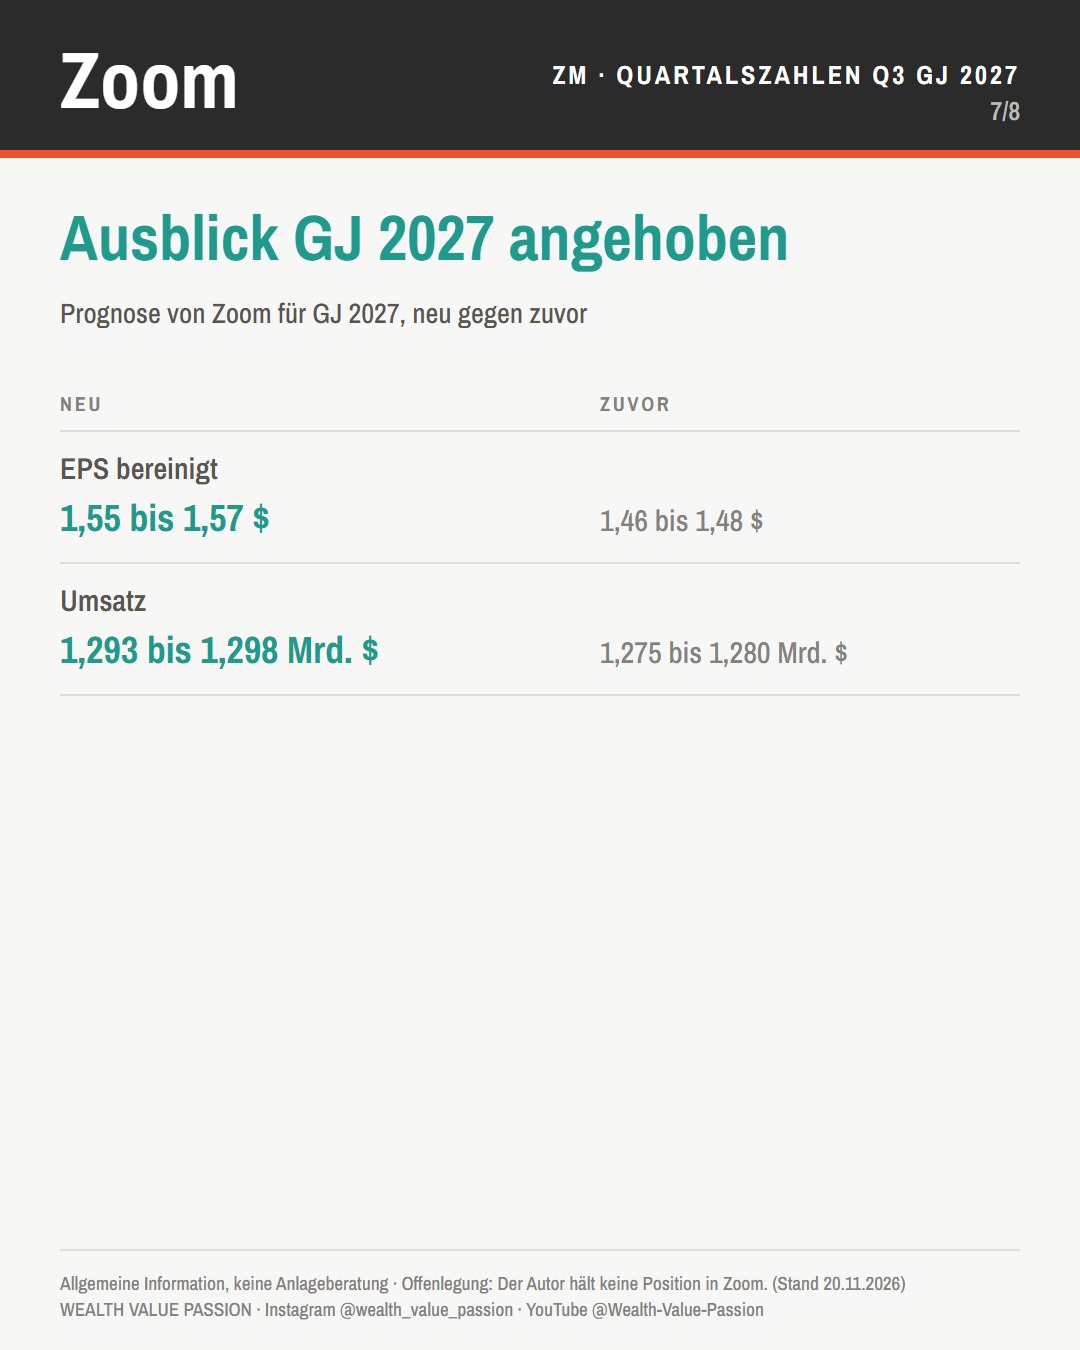 Zoom
ZM · QUARTALSZAHLEN Q3 GJ 2027
7/8
Ausblick GJ 2027 angehoben
Prognose von Zoom für GJ 2027, neu gegen zuvor
NEU ZUVOR
EPS bereinigt
1,55 bis 1,57 $ 1,46 bis 1,48 $
Umsatz
1,293 bis 1,298 Mrd. $ 1,275 bis 1,280 Mrd. $
Allgemeine Information, keine Anlageberatung · Offenlegung: Der Autor hält keine Position in Zoom. (Stand 20.11.2026)
WEALTH VALUE PASSION · Instagram @wealth_value_passion · YouTube @Wealth-Value-Passion